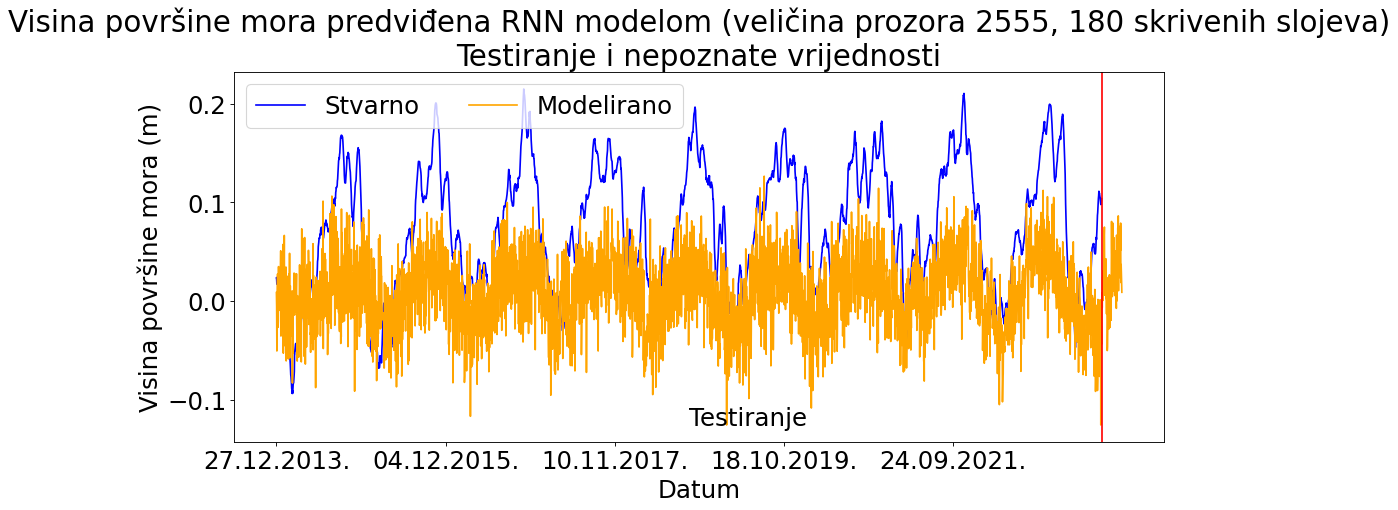 Visina površine mora predviđena RNN modelom (veličina prozora 2555, 180 skrivenih slojeva)
Testiranje i nepoznate vrijednosti
Stvarno
Modelirano
Visina površine mora (m)
0.2
0.1
0.0
−0.1
Testiranje
27.12.2013.
04.12.2015.
10.11.2017.
18.10.2019.
24.09.2021.
Datum